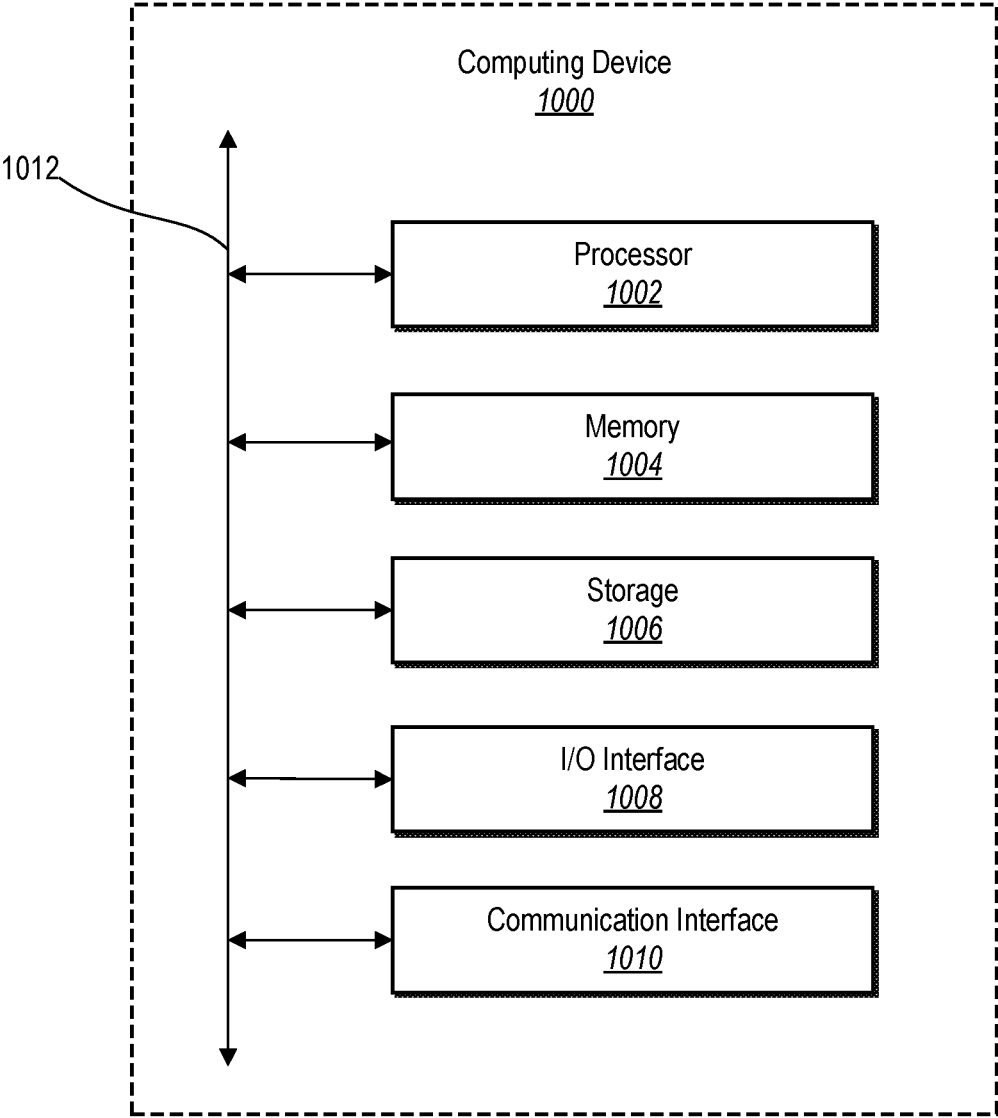 Computing Device
1000
1012
Processor
1002
Memory
1004
Storage
1006
I/O Interface
1008
Communication Interface
1010